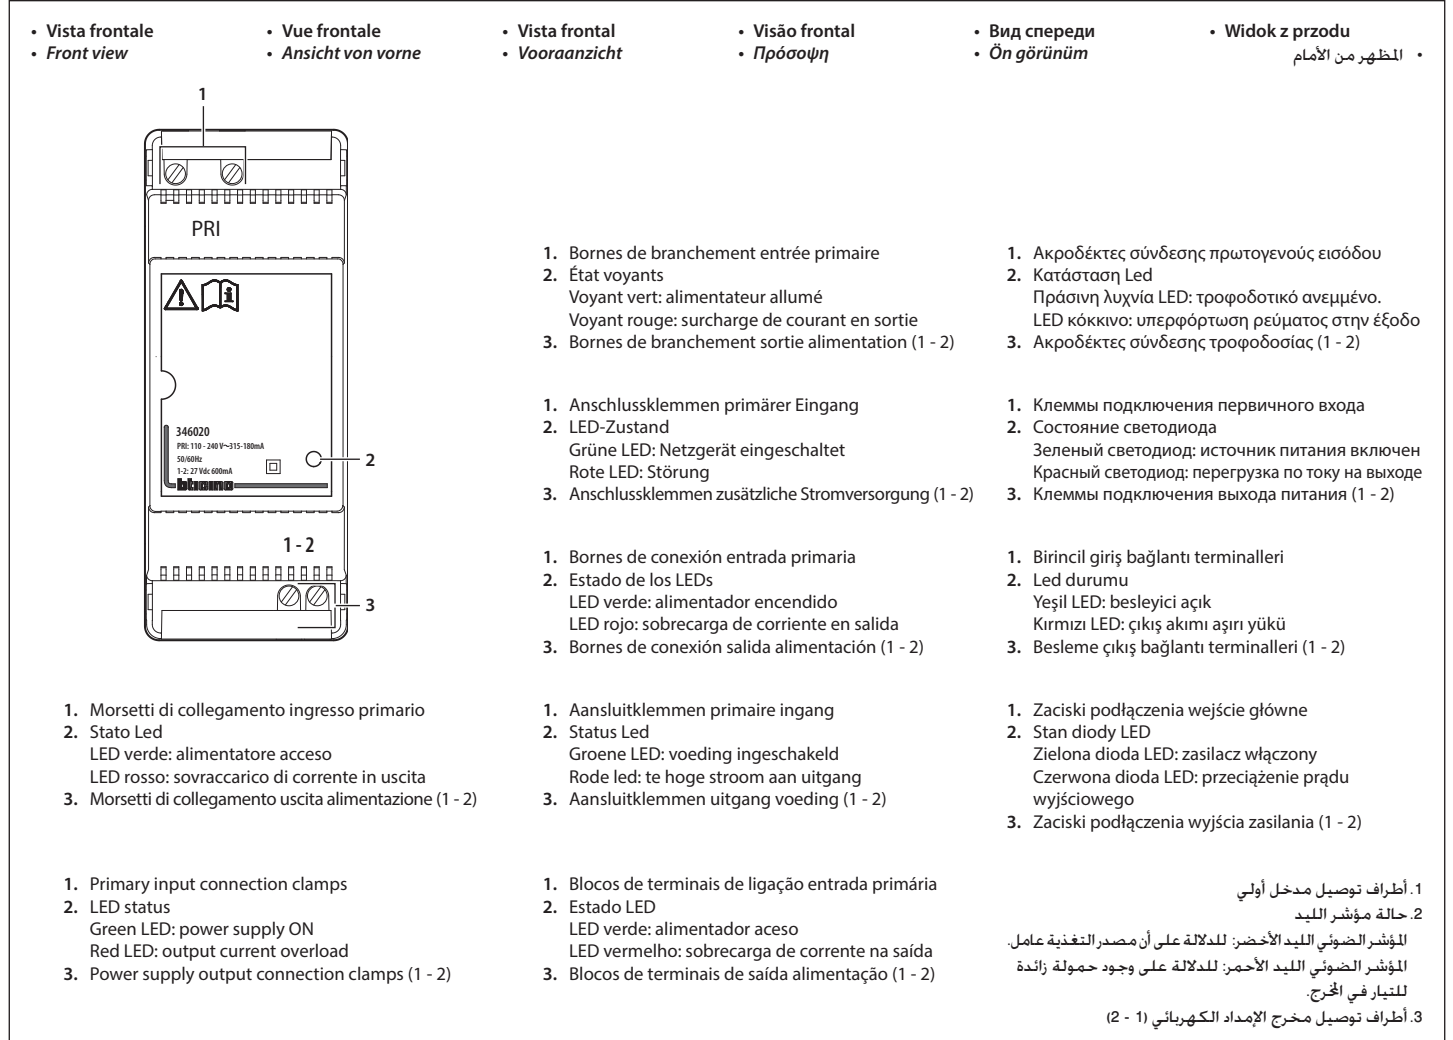 • Vista frontale
• Front view
• Vue frontale
• Ansicht von vorne
• Vista frontal
• Vooraanzicht
• Visão frontal
• Πρόσοψη
• Вид спереди
• Ön görünüm
• Widok z przodu
• المظهر من الأمام
1
PRI
346020
PRI: 110 - 240 V~315-180mA
50/60Hz
1-2: 27 Vdc 600mA
bticino
2
1 - 2
3
1. Morsetti di collegamento ingresso primario
2. Stato Led
LED verde: alimentatore acceso
LED rosso: sovraccarico di corrente in uscita
3. Morsetti di collegamento uscita alimentazione (1 - 2)
1. Primary input connection clamps
2. LED status
Green LED: power supply ON
Red LED: output current overload
3. Power supply output connection clamps (1 - 2)
1. Bornes de branchement entrée primaire
2. État voyants
Voyant vert: alimentateur allumé
Voyant rouge: surcharge de courant en sortie
3. Bornes de branchement sortie alimentation (1 - 2)
1. Anschlussklemmen primärer Eingang
2. LED-Zustand
Grüne LED: Netzgerät eingeschaltet
Rote LED: Störung
3. Anschlussklemmen zusätzliche Stromversorgung (1 - 2)
1. Bornes de conexión entrada primaria
2. Estado de los LEDs
LED verde: alimentador encendido
LED rojo: sobrecarga de corriente en salida
3. Bornes de conexión salida alimentación (1 - 2)
1. Aansluitklemmen primaire ingang
2. Status Led
Groene LED: voeding ingeschakeld
Rode led: te hoge stroom aan uitgang
3. Aansluitklemmen uitgang voeding (1 - 2)
1. Blocos de terminais de ligação entrada primária
2. Estado LED
LED verde: alimentador aceso
LED vermelho: sobrecarga de corrente na saída
3. Blocos de terminais de saída alimentação (1 - 2)
1. Ακροδέκτες σύνδεσης πρωτογενούς εισόδου
2. Κατάσταση Led
Πράσινη λυχνία LED: τροφοδοτικό ανεμμένο.
LED κόκκινο: υπερφόρτωση ρεύματος στην έξοδο
3. Ακροδέκτες σύνδεσης τροφοδοσίας (1 - 2)
1. Клеммы подключения первичного входа
2. Состояние светодиода
Зеленый светодиод: источник питания включен
Красный светодиод: перегрузка по току на выходе
3. Клеммы подключения выхода питания (1 - 2)
1. Birincil giriş bağlantı terminalleri
2. Led durumu
Yeşil LED: besleyici açık
Kırmızı LED: çıkış akımı aşırı yükü
3. Besleme çıkış bağlantı terminalleri (1 - 2)
1. Zaciski podłączenia wejście główne
2. Stan diody LED
Zielona dioda LED: zasilacz włączony
Czerwona dioda LED: przeciążenie prądu
wyjściowego
3. Zaciski podłączenia wyjścia zasilania (1 - 2)
1. أطراف توصيل مدخل أولي
2. حالة مؤشر الليد
المؤشر الضوئي الليد الأخضر: للدلالة على أن مصدر التغذية عامل.
المؤشر الضوئي الليد الأحمر: للدلالة على وجود حمولة زائدة
للتيار في الخرج.
3. أطراف توصيل مخرج الإمداد الكهربائي (1 - 2)